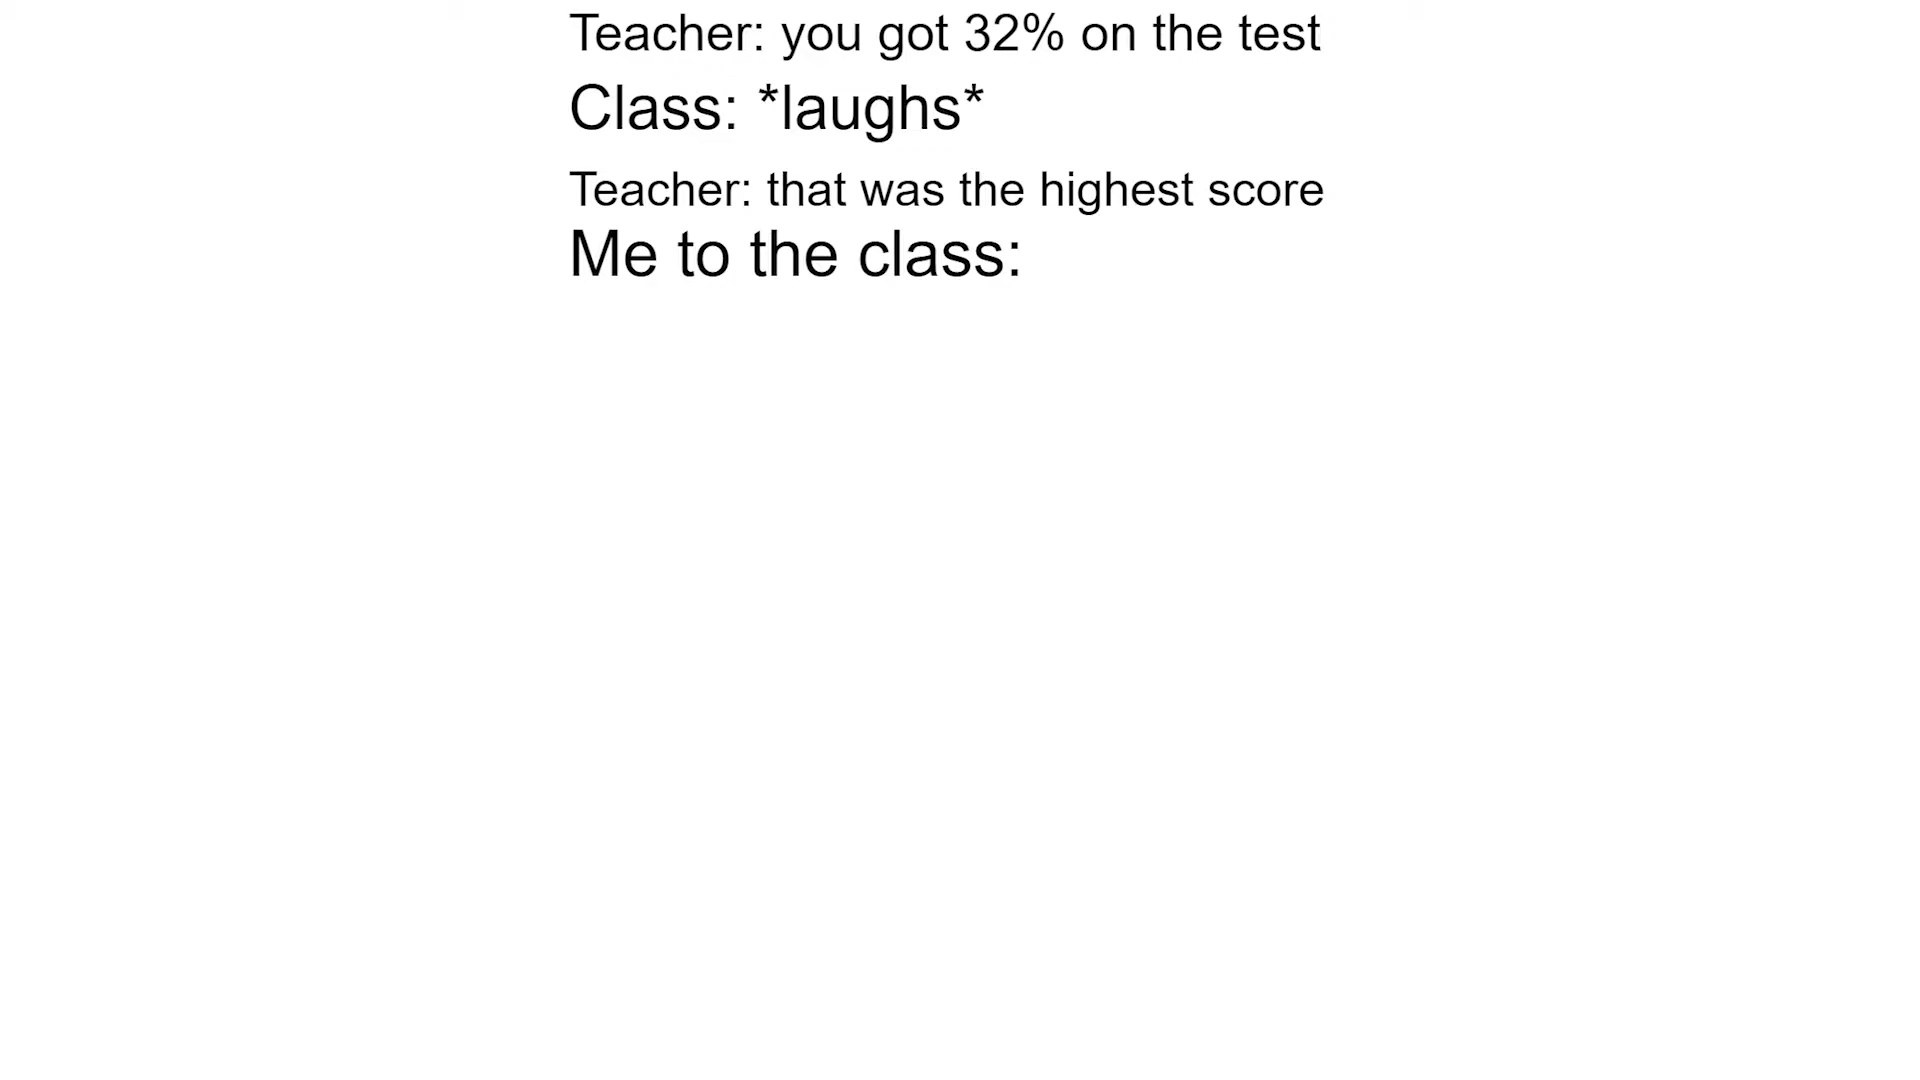 Teacher: you got 32% on the test
Class: *laughs*
Teacher: that was the highest score
Me to the class: